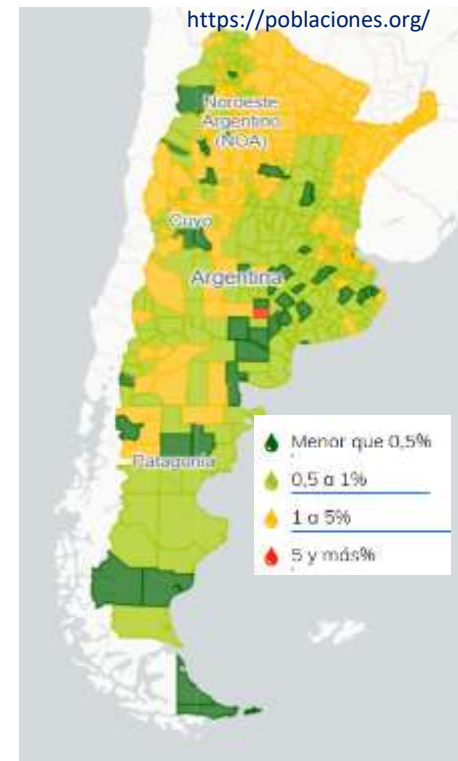 https://poblaciones.org/
Noroeste
Argentino
(NOA)
Cuyo
Argentina
Menor que 0,5%
0,5 a 1%
Patagonia
1 a 5%
5 y más%